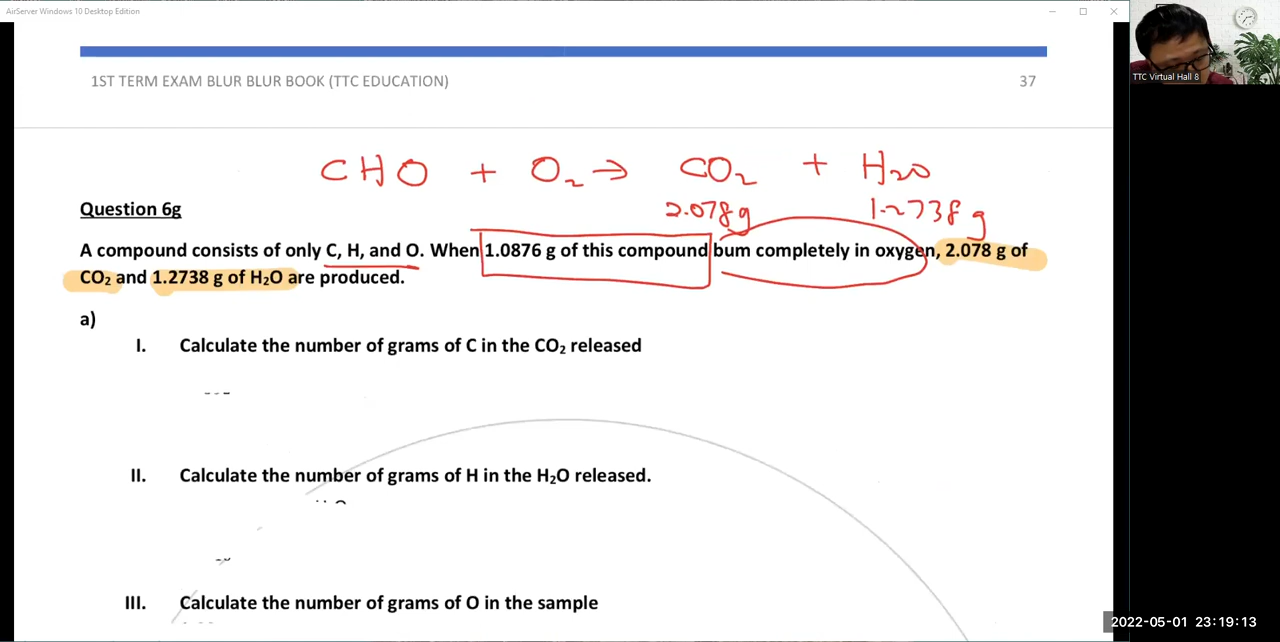 AirServer Windows 10 Desktop Edition
TTC Virtual Hall 8
1ST TERM EXAM BLUR BLUR BOOK (TTC EDUCATION) 37
CHO + O2 → CO2 + H2O
2.078g 1.2738g
Question 6g
A compound consists of only C, H, and O. When 1.0876 g of this compound bum completely in oxygen, 2.078 g of
CO2 and 1.2738 g of H2O are produced.
a)
I. Calculate the number of grams of C in the CO2 released
II. Calculate the number of grams of H in the H2O released.
III. Calculate the number of grams of O in the sample
2022-05-01 23:19:13